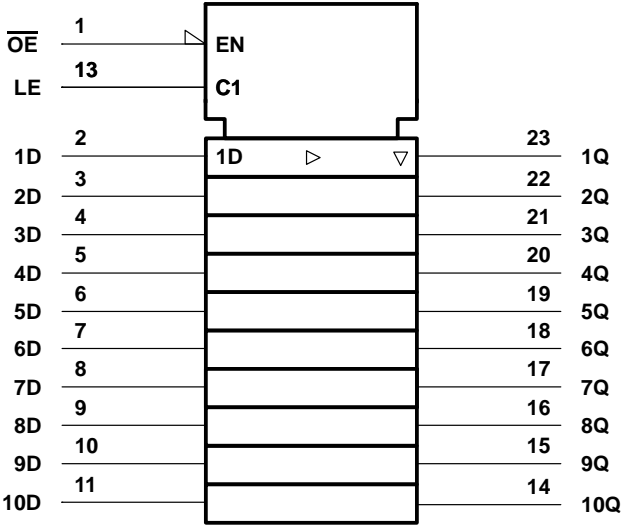 OE 1 EN
LE 13 C1
1D 2 1D 23 1Q
2D 3 22 2Q
3D 4 21 3Q
4D 5 20 4Q
5D 6 19 5Q
6D 7 18 6Q
7D 8 17 7Q
8D 9 16 8Q
9D 10 15 9Q
10D 11 14 10Q